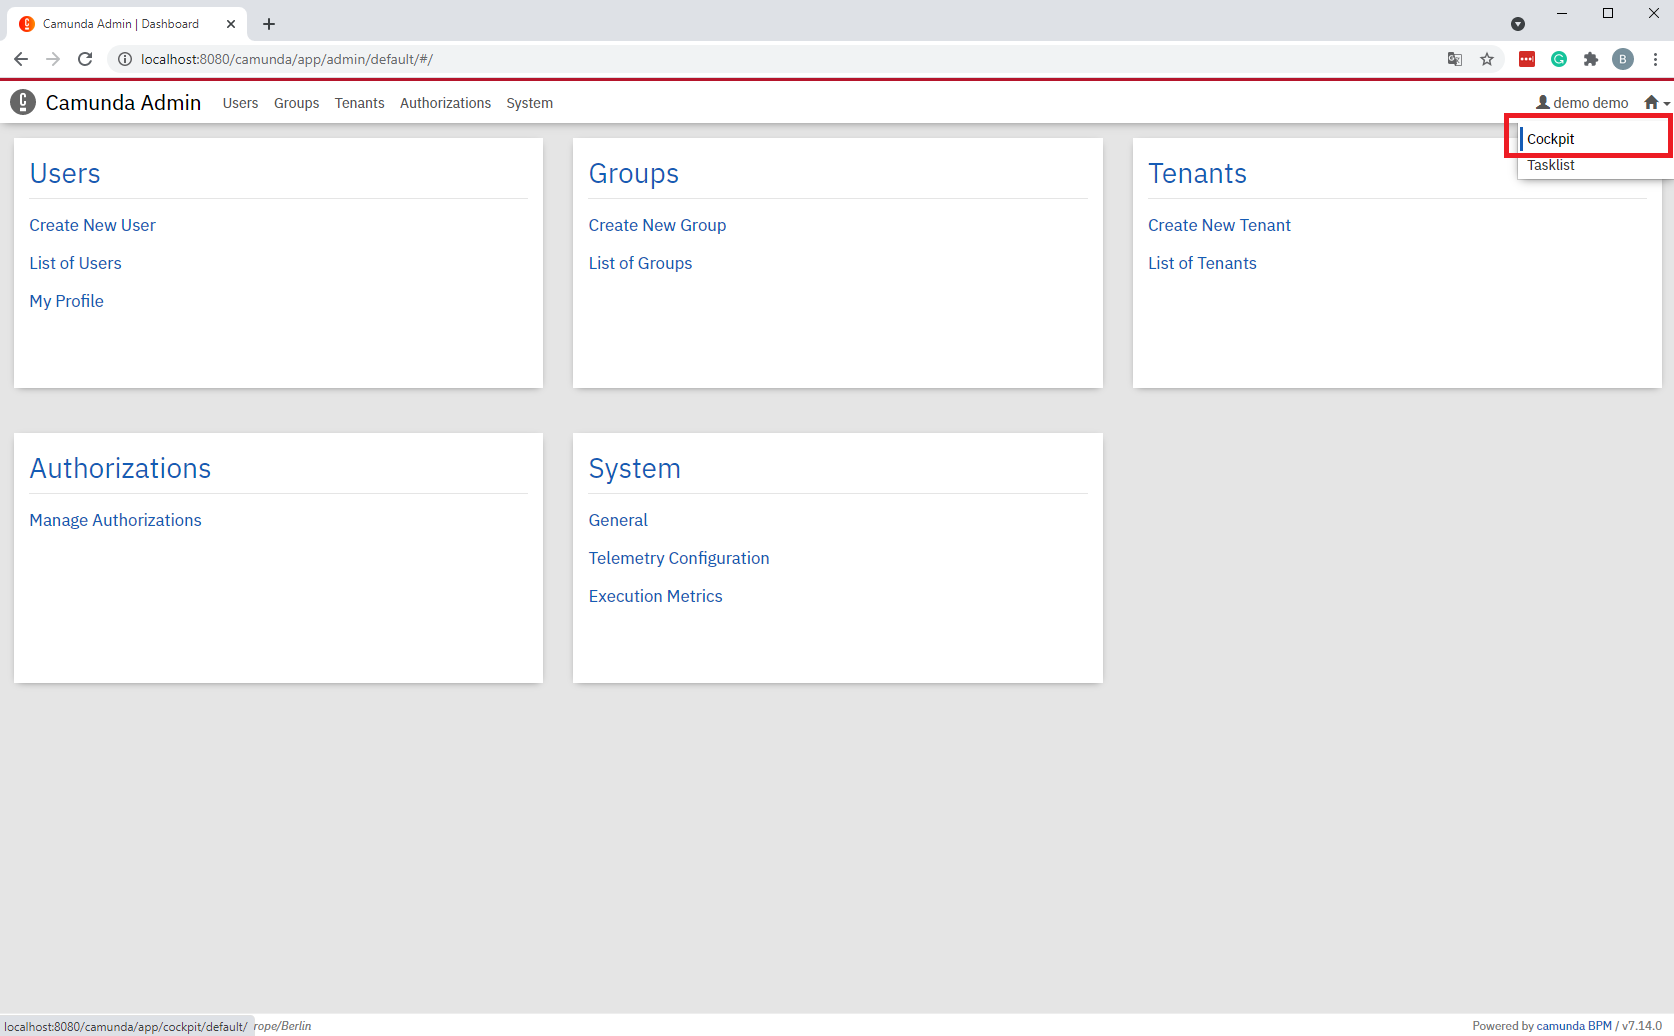 Camunda Admin | Dashboard
localhost:8080/camunda/app/admin/default/#/
B
Camunda Admin Users Groups Tenants Authorizations System demo demo
Cockpit
Tasklist
Users
Create New User
List of Users
My Profile
Groups
Create New Group
List of Groups
Tenants
Create New Tenant
List of Tenants
Authorizations
Manage Authorizations
System
General
Telemetry Configuration
Execution Metrics
localhost:8080/camunda/app/cockpit/default/ rope/Berlin Powered by camunda BPM / v7.14.0